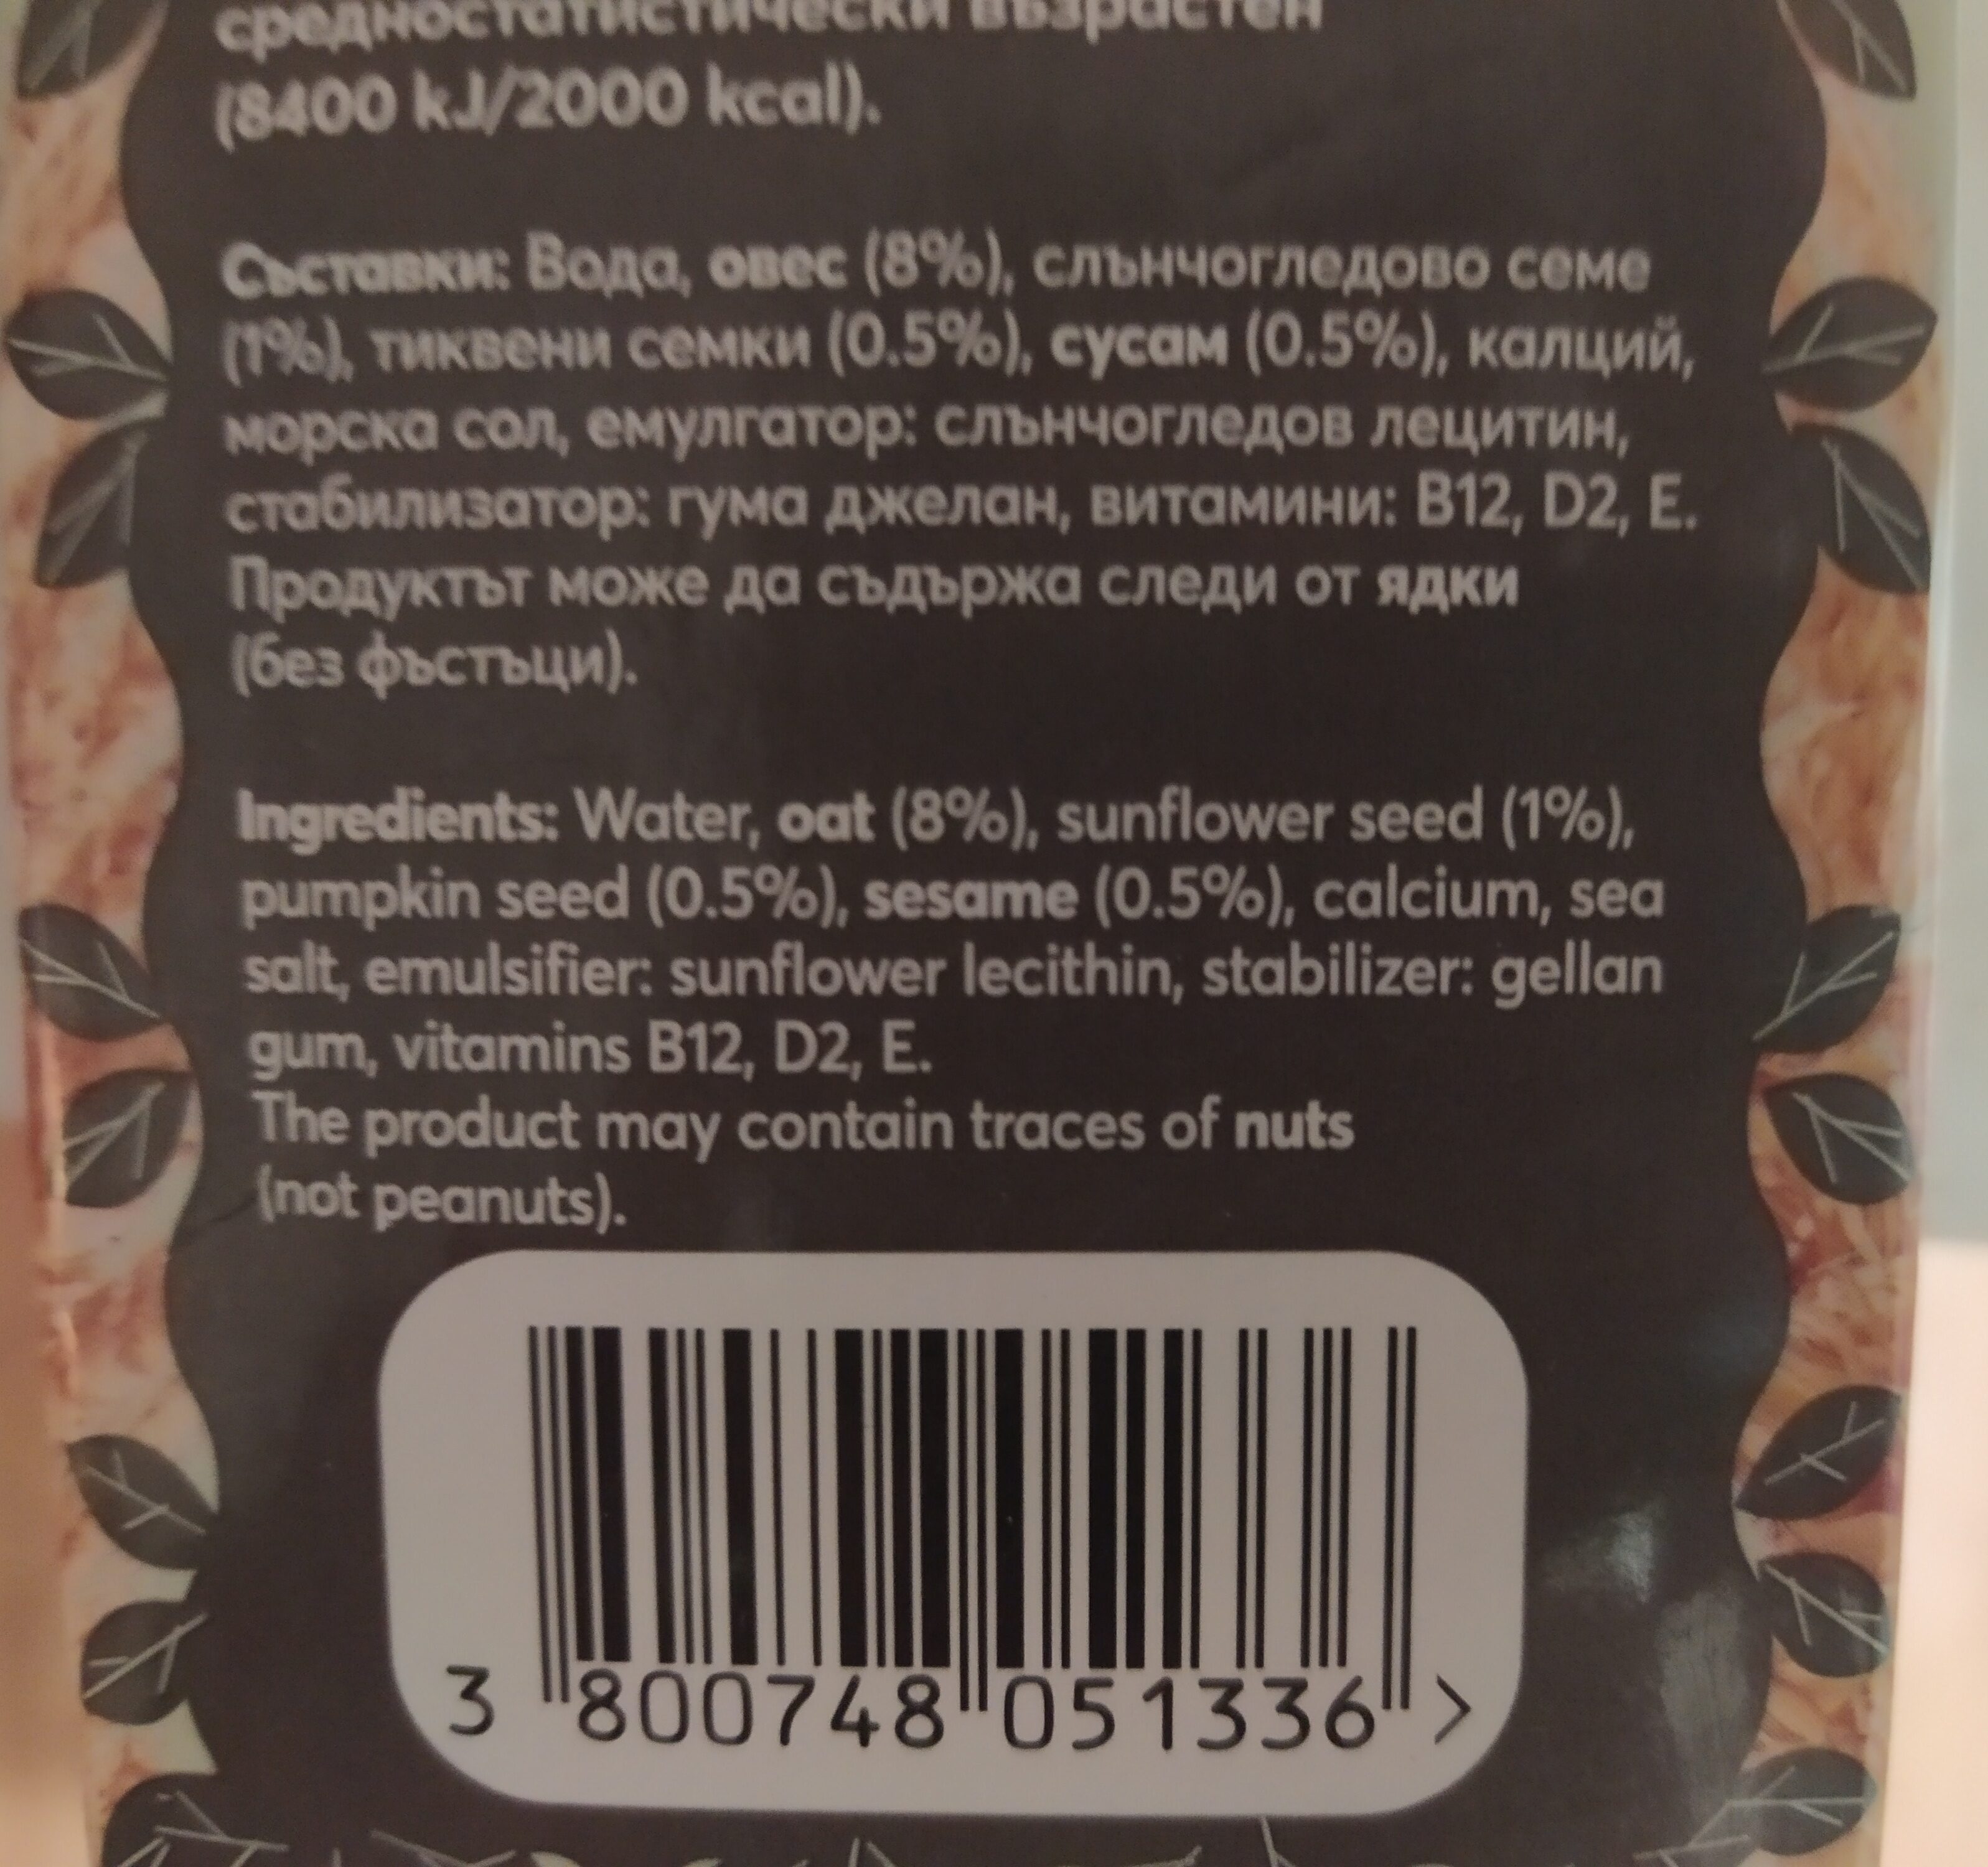 средностатистически възрастен
(8400 kJ/2000 kcal).
Съставки: Вода, овес (8%), слънчогледово семе
(1%), тиквени семки (0.5%), сусам (0.5%), калций,
морска сол, емулгатор: слънчогледов лецитин,
стабилизатор: гума джелан, витамини: B12, D2, E.
Продуктът може да съдържа следи от ядки
(без фъстъци).
Ingredients: Water, oat (8%), sunflower seed (1%),
pumpkin seed (0.5%), sesame (0.5%), calcium, sea
salt, emulsifier: sunflower lecithin, stabilizer: gellan
gum, vitamins B12, D2, E.
The product may contain traces of nuts
(not peanuts).
3 800748 051336 >